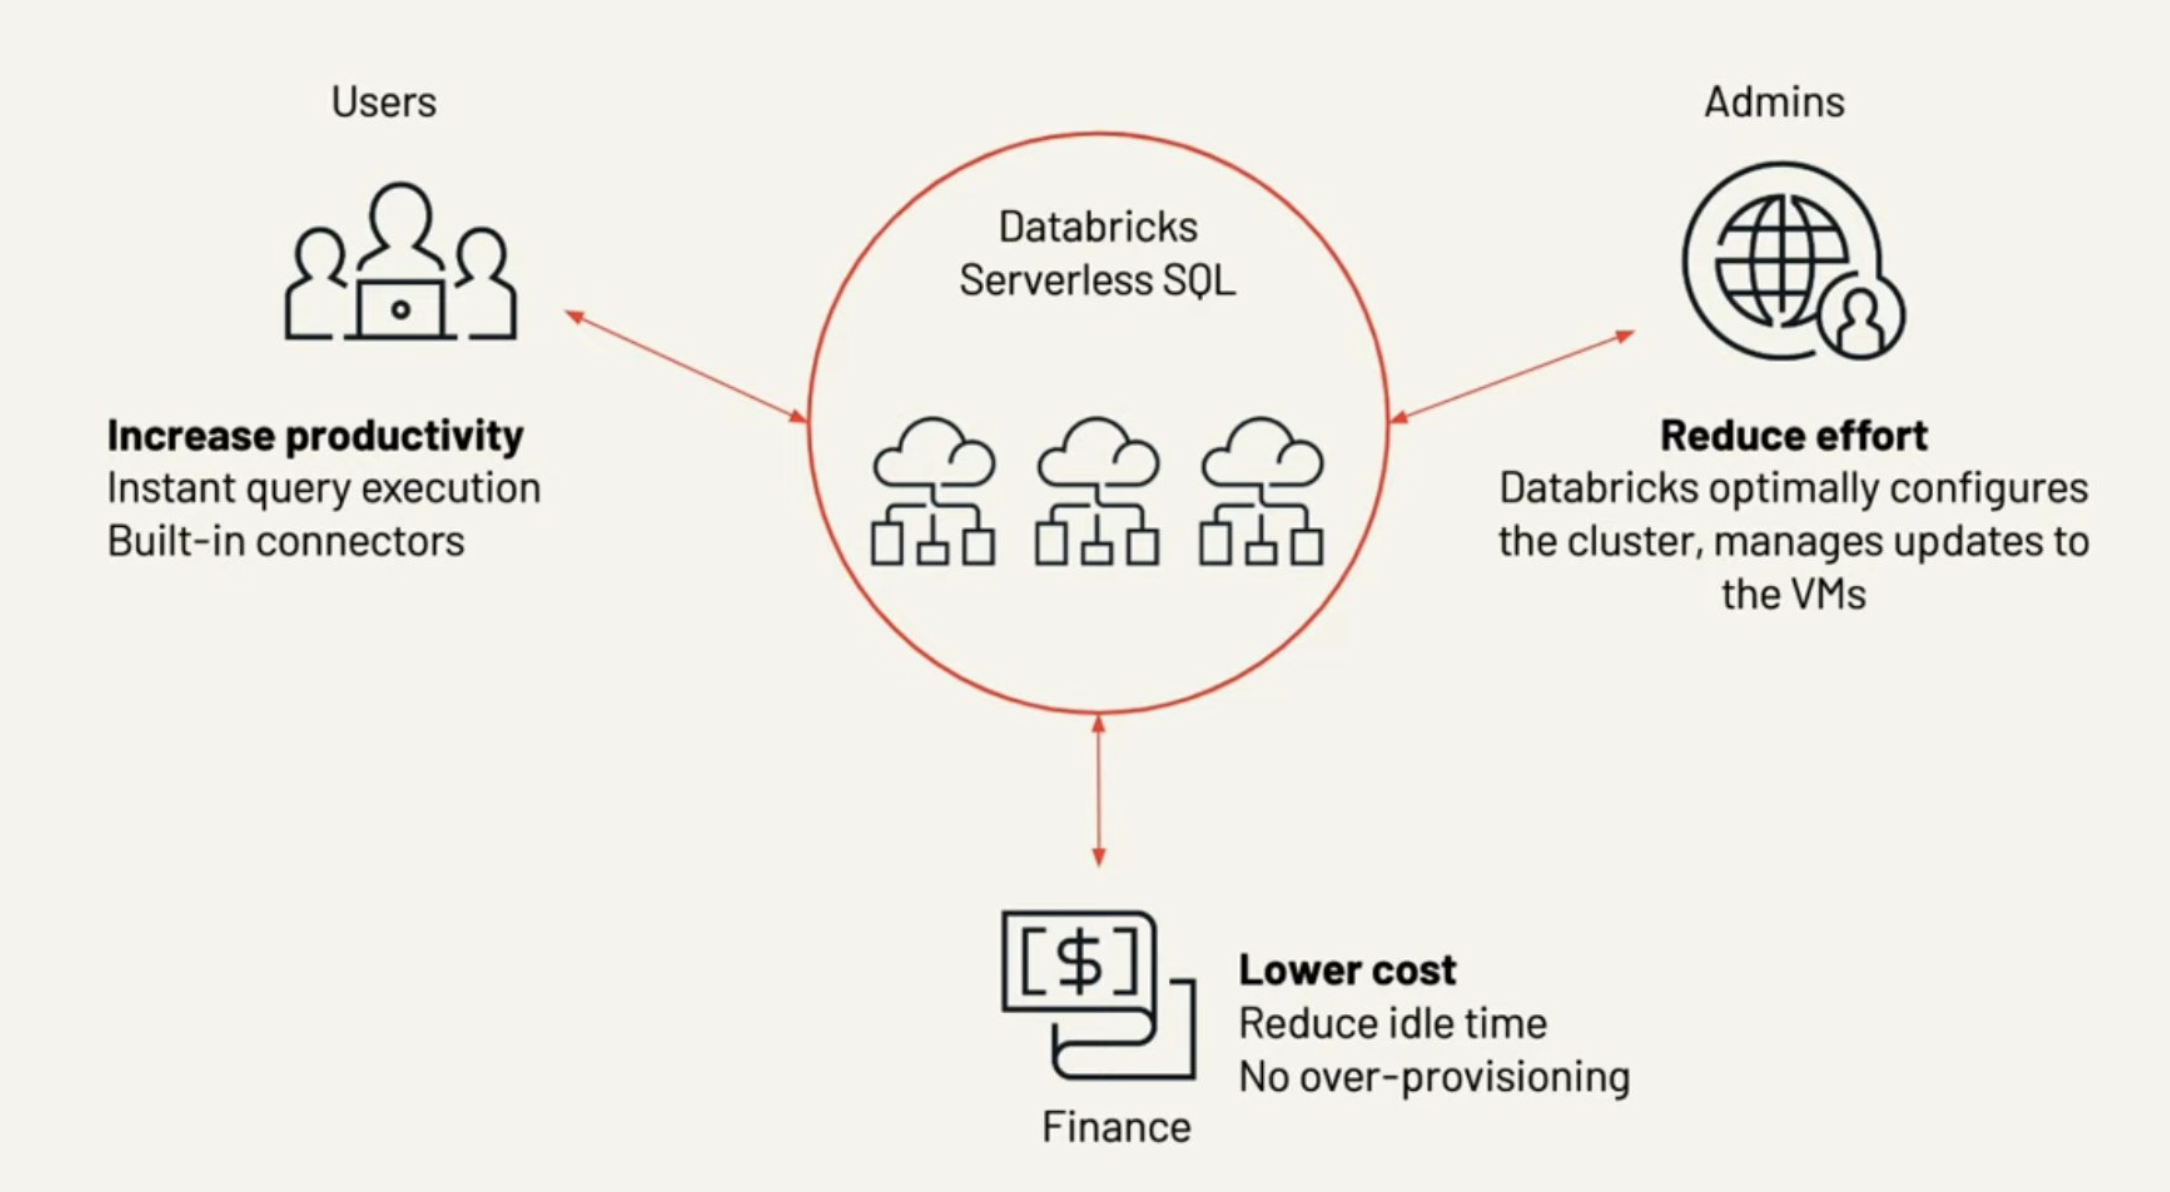 Users
Increase productivity
Instant query execution
Built-in connectors
Databricks
Serverless SQL
Admins
Reduce effort
Databricks optimally configures
the cluster, manages updates to
the VMs
[$]
Lower cost
Reduce idle time
No over-provisioning
Finance